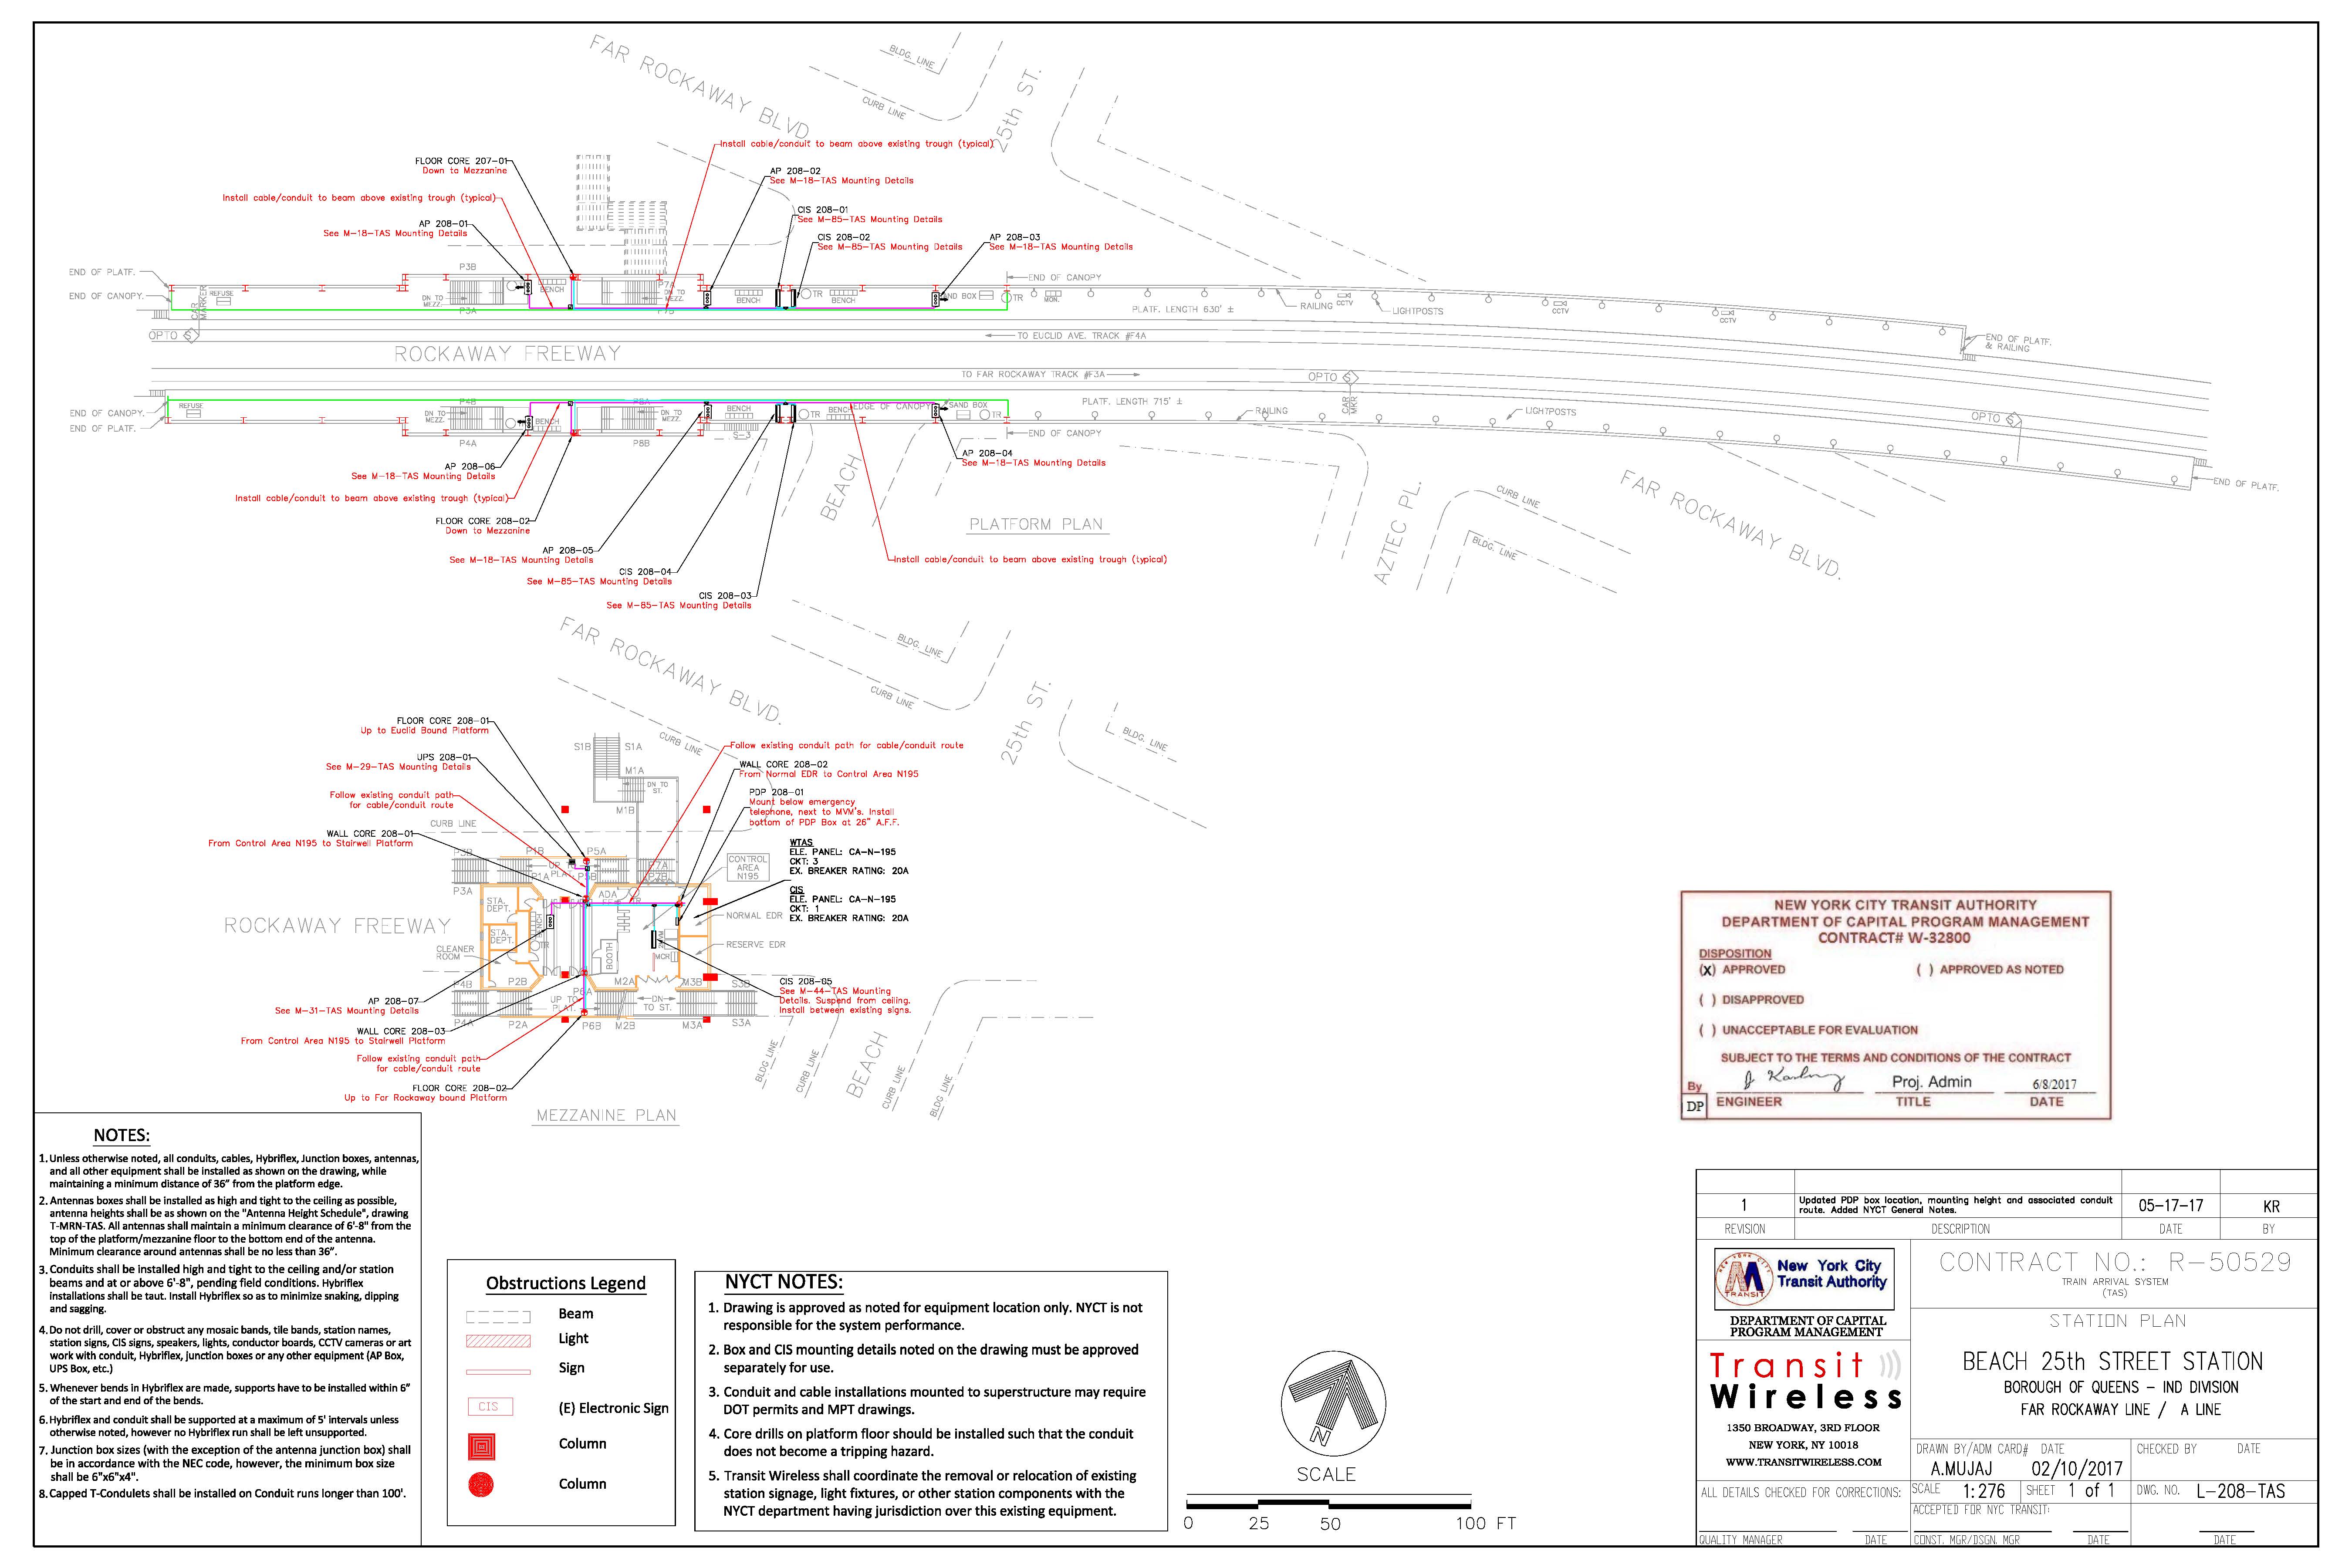 FAR ROCKAWAY BLVD.
BLDG. LINE
CURB LINE
25th ST.
Install cable/conduit to beam above existing trough (typical)
FLOOR CORE 207-01
Down to Mezzanine
AP 208-02
See M-18-TAS Mounting Details
Install cable/conduit to beam above existing trough (typical)
CIS 208-01
See M-85-TAS Mounting Details
AP 208-01
See M-18-TAS Mounting Details
CIS 208-02
See M-85-TAS Mounting Details
AP 208-03
See M-18-TAS Mounting Details
END OF PLATF.
P3B
P7A
END OF CANOPY
END OF CANOPY.
REFUSE
CAR MARKER
DN TO MEZZ.
BENCH
DN TO MEZZ.
BENCH
TR
BENCH
SAND BOX
TR
MON.
RAILING
CCTV
LIGHTPOSTS
CCTV
CCTV
P3A
P7B
PLATF. LENGTH 630' ±
OPTO S
TO EUCLID AVE. TRACK #F4A
END OF PLATF.
& RAILING
ROCKAWAY FREEWAY
TO FAR ROCKAWAY TRACK #F3A
OPTO S
CAR MKR
REFUSE
P4B
P8A
BENCH
BENCH
EDGE OF CANOPY
SAND BOX
PLATF. LENGTH 715' ±
END OF CANOPY.
END OF PLATF.
DN TO MEZZ.
BENCH
DN TO MEZZ.
TR
TR
RAILING
LIGHTPOSTS
OPTO S
P4A
P8B
S-3
END OF CANOPY
AP 208-04
See M-18-TAS Mounting Details
AP 208-06
See M-18-TAS Mounting Details
END OF PLATF.
Install cable/conduit to beam above existing trough (typical)
BEACH
AZTEC PL.
CURB LINE
FAR ROCKAWAY BLVD.
FLOOR CORE 208-02
Down to Mezzanine
PLATFORM PLAN
BLDG. LINE
AP 208-05
See M-18-TAS Mounting Details
Install cable/conduit to beam above existing trough (typical)
CIS 208-04
See M-85-TAS Mounting Details
CIS 208-03
See M-85-TAS Mounting Details
FAR ROCKAWAY BLVD.
BLDG. LINE
CURB LINE
25th ST.
BLDG. LINE
FLOOR CORE 208-01
Up to Euclid Bound Platform
S1B
S1A
CURB LINE
Follow existing conduit path for cable/conduit route
UPS 208-01
See M-29-TAS Mounting Details
M1A
WALL CORE 208-02
From Normal EDR to Control Area N195
DN TO ST.
Follow existing conduit path
for cable/conduit route
PDP 208-01
Mount below emergency
telephone, next to MVM's. Install
bottom of PDP Box at 26" A.F.F.
M1B
CURB LINE
WALL CORE 208-01
From Control Area N195 to Stairwell Platform
WTAS
ELE. PANEL: CA-N-195
CKT: 3
EX. BREAKER RATING: 20A
P3B
P1B
P5A
UP TO PLAT.
P1A
P5B
P7A
P7B
CONTROL
AREA
N195
CIS
ELE. PANEL: CA-N-195
CKT: 1
EX. BREAKER RATING: 20A
P3A
STA.
DEPT.
ADA
BENCH
NORMAL EDR
ROCKAWAY FREEWAY
STA.
DEPT.
TR
BOOTH
MVM
MCR
RESERVE EDR
CLEANER
ROOM
P4B
P2B
P6A
M2A
M3B
S3B
CIS 208-05
See M-44-TAS Mounting
Details. Suspend from ceiling.
Install between existing signs.
AP 208-07
See M-31-TAS Mounting Details
UP TO
PLAT.
DN
TO ST.
P4A
P2A
P6B
M2B
M3A
S3A
WALL CORE 208-03
From Control Area N195 to Stairwell Platform
Follow existing conduit path
for cable/conduit route
BLDG LINE
CURB LINE
BEACH
CURB LINE
BLDG LINE
FLOOR CORE 208-02
Up to Far Rockaway bound Platform
MEZZANINE PLAN
NEW YORK CITY TRANSIT AUTHORITY
DEPARTMENT OF CAPITAL PROGRAM MANAGEMENT
CONTRACT# W-32800
DISPOSITION
(X) APPROVED
( ) APPROVED AS NOTED
( ) DISAPPROVED
( ) UNACCEPTABLE FOR EVALUATION
SUBJECT TO THE TERMS AND CONDITIONS OF THE CONTRACT
By
Proj. Admin
6/8/2017
DP
ENGINEER
TITLE
DATE
NOTES:
1. Unless otherwise noted, all conduits, cables, Hybriflex, Junction boxes, antennas,
and all other equipment shall be installed as shown on the drawing, while
maintaining a minimum distance of 36" from the platform edge.
2. Antennas boxes shall be installed as high and tight to the ceiling as possible,
antenna heights shall be as shown on the "Antenna Height Schedule", drawing
T-MRN-TAS. All antennas shall maintain a minimum clearance of 6'-8" from the
top of the platform/mezzanine floor to the bottom end of the antenna.
Minimum clearance around antennas shall be no less than 36".
3. Conduits shall be installed high and tight to the ceiling and/or station
beams and at or above 6'-8", pending field conditions. Hybriflex
installations shall be taut. Install Hybriflex so as to minimize snaking, dipping
and sagging.
4. Do not drill, cover or obstruct any mosaic bands, tile bands, station names,
station signs, CIS signs, speakers, lights, conductor boards, CCTV cameras or art
work with conduit, Hybriflex, junction boxes or any other equipment (AP Box,
UPS Box, etc.)
5. Whenever bends in Hybriflex are made, supports have to be installed within 6"
of the start and end of the bends.
6. Hybriflex and conduit shall be supported at a maximum of 5' intervals unless
otherwise noted, however no Hybriflex run shall be left unsupported.
7. Junction box sizes (with the exception of the antenna junction box) shall
be in accordance with the NEC code, however, the minimum box size
shall be 6"x6"x4".
8. Capped T-Condulets shall be installed on Conduit runs longer than 100'.
Obstructions Legend
Beam
Light
Sign
CIS
(E) Electronic Sign
Column
Column
NYCT NOTES:
1. Drawing is approved as noted for equipment location only. NYCT is not
responsible for the system performance.
2. Box and CIS mounting details noted on the drawing must be approved
separately for use.
3. Conduit and cable installations mounted to superstructure may require
DOT permits and MPT drawings.
4. Core drills on platform floor should be installed such that the conduit
does not become a tripping hazard.
5. Transit Wireless shall coordinate the removal or relocation of existing
station signage, light fixtures, or other station components with the
NYCT department having jurisdiction over this existing equipment.
N
SCALE
0 25 50 100 FT
1
Updated PDP box location, mounting height and associated conduit
route. Added NYCT General Notes.
05-17-17
KR
REVISION
DESCRIPTION
DATE
BY
New York City
Transit Authority
TRANSIT
DEPARTMENT OF CAPITAL
PROGRAM MANAGEMENT
Transit
Wireless
1350 BROADWAY, 3RD FLOOR
NEW YORK, NY 10018
WWW.TRANSITWIRELESS.COM
ALL DETAILS CHECKED FOR CORRECTIONS:
QUALITY MANAGER
DATE
CONTRACT NO.: R-50529
TRAIN ARRIVAL SYSTEM
(TAS)
STATION PLAN
BEACH 25th STREET STATION
BOROUGH OF QUEENS - IND DIVISION
FAR ROCKAWAY LINE / A LINE
DRAWN BY/ADM CARD# DATE
A.MUJAJ 02/10/2017
CHECKED BY DATE
SCALE 1:276
SHEET 1 of 1
DWG. NO. L-208-TAS
ACCEPTED FOR NYC TRANSIT:
CONST. MGR/DSGN. MGR
DATE
DATE